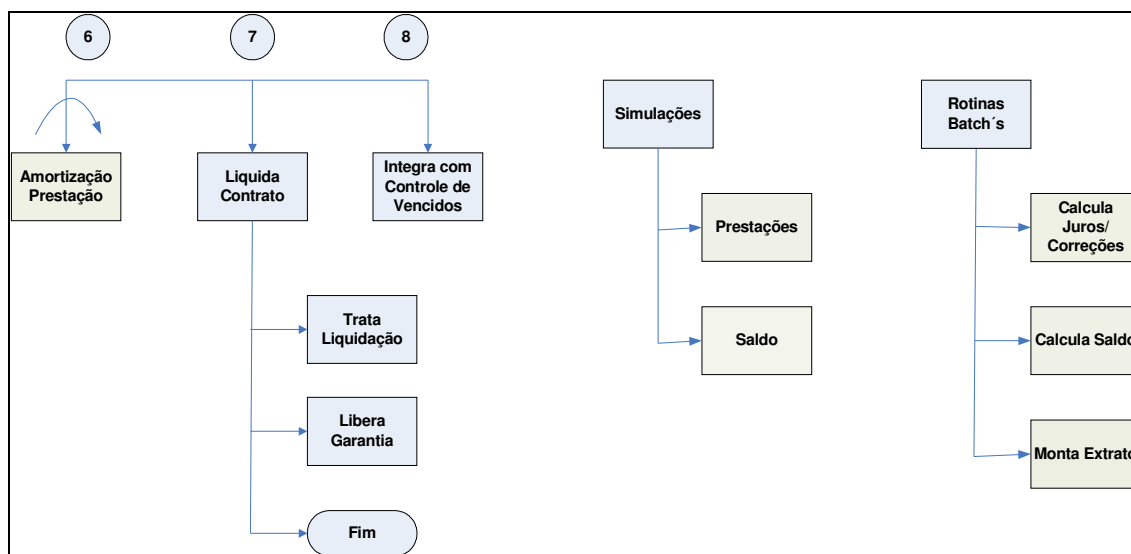 6
7
8
Amortização
Prestação
Liquida
Contrato
Integra com
Controle de
Vencidos
Trata
Liquidação
Libera
Garantia
Fim
Simulações
Prestações
Saldo
Rotinas
Batch´s
Calcula
Juros/
Correções
Calcula Saldo
Monta Extrato